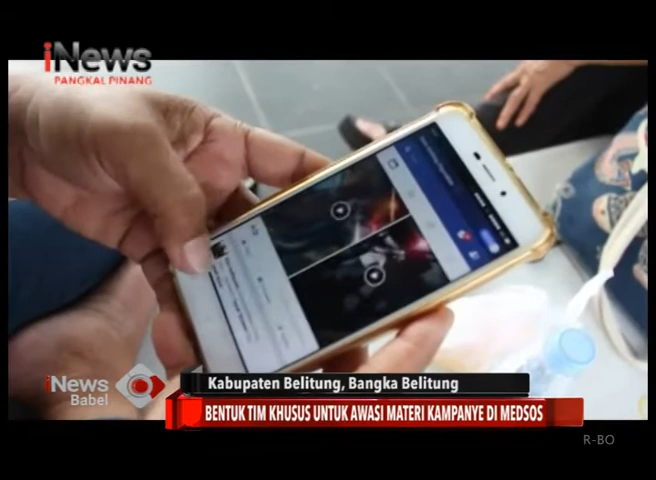 iNews
PANGKAL PINANG
iNews
Babel
Kabupaten Belitung, Bangka Belitung
BENTUK TIM KHUSUS UNTUK AWASI MATERI KAMPANYE DI MEDSOS
R-BO